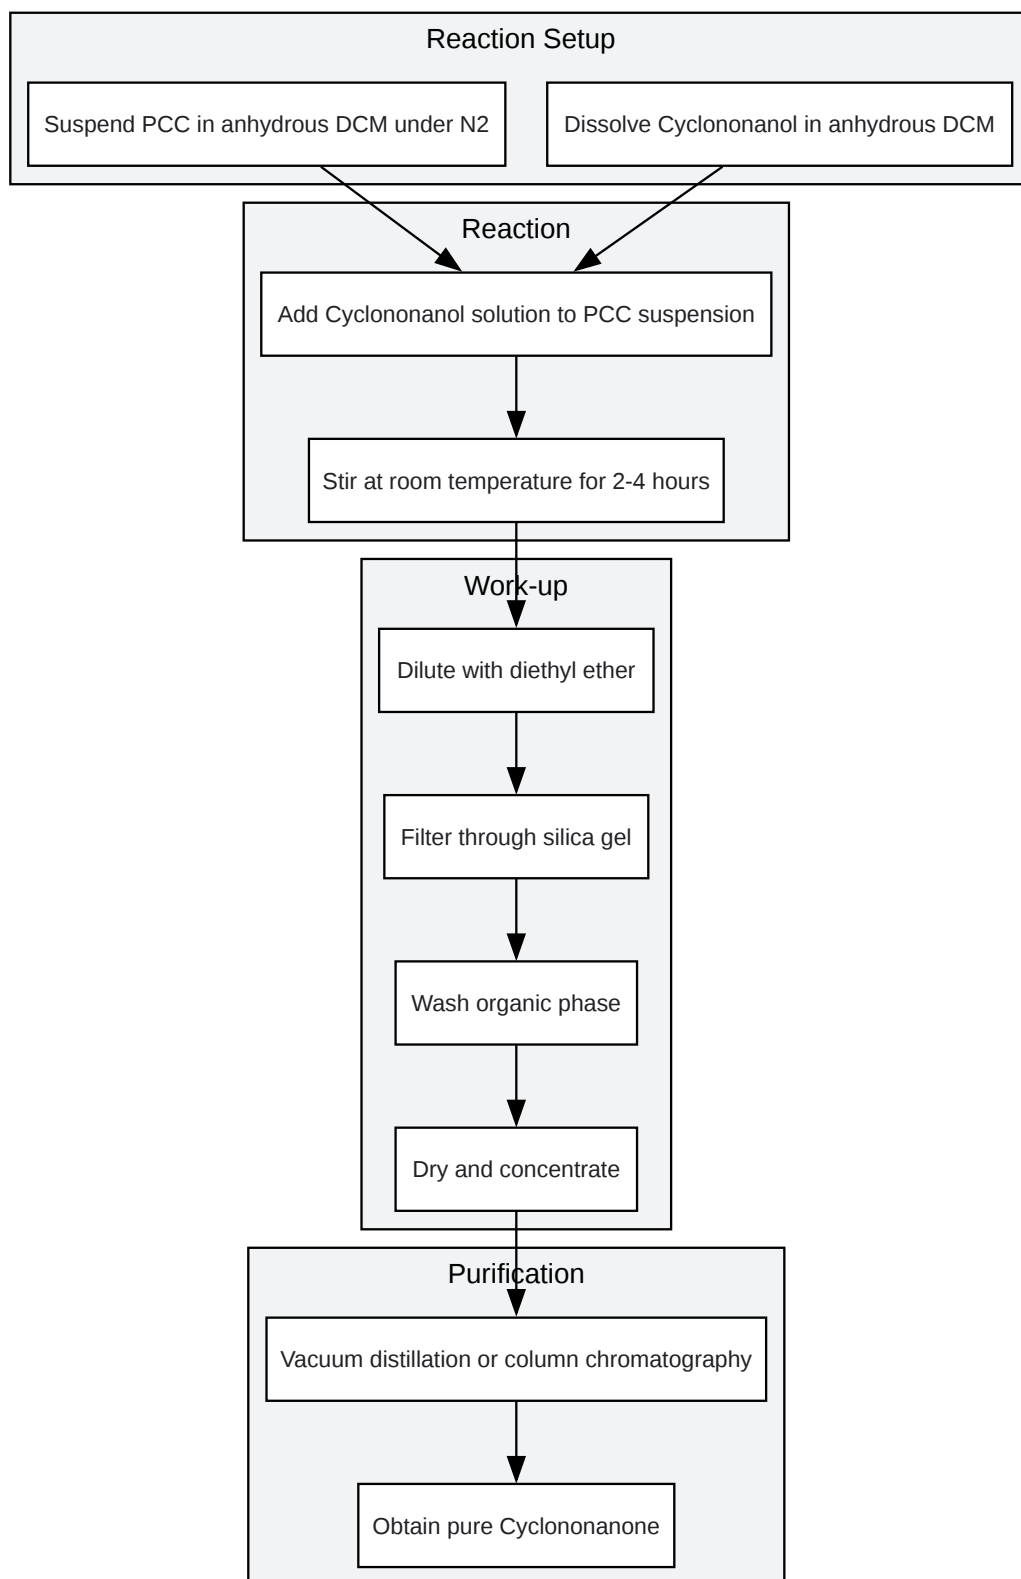 Reaction Setup
Suspend PCC in anhydrous DCM under N2
Dissolve Cyclononanol in anhydrous DCM
Reaction
Add Cyclononanol solution to PCC suspension
Stir at room temperature for 2-4 hours
Work-up
Dilute with diethyl ether
Filter through silica gel
Wash organic phase
Dry and concentrate
Purification
Vacuum distillation or column chromatography
Obtain pure Cyclononanone